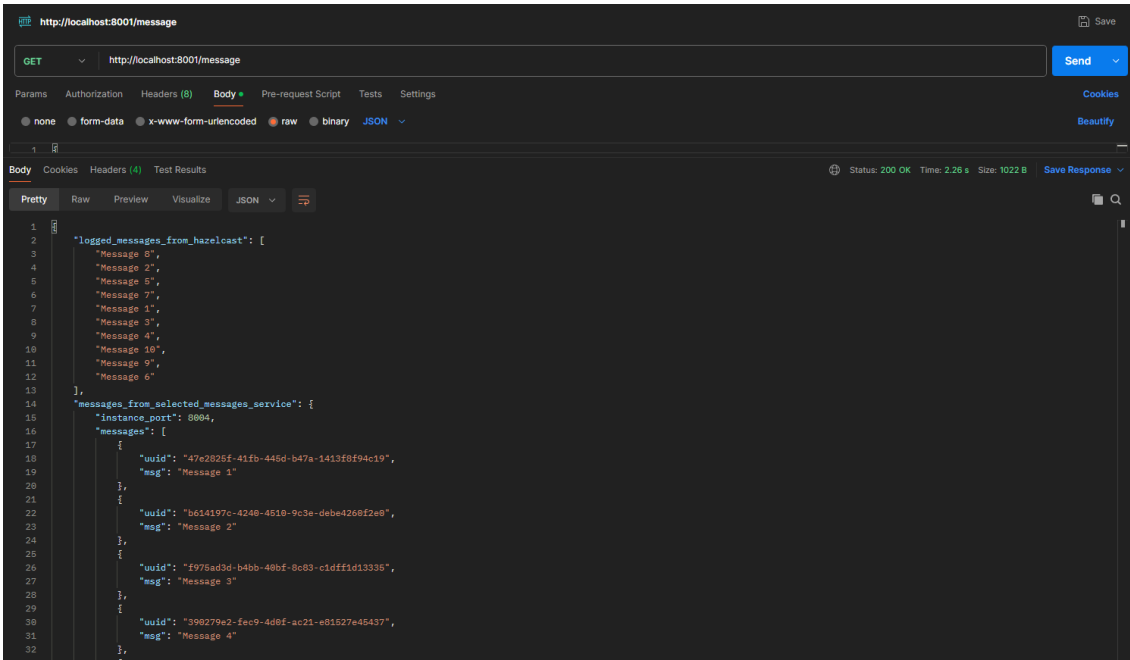 HTTP http://localhost:8001/message Save
GET http://localhost:8001/message Send
Params Authorization Headers (8) Body Pre-request Script Tests Settings Cookies
none form-data x-www-form-urlencoded raw binary JSON Beautify
1 {
Body Cookies Headers (4) Test Results Status: 200 OK Time: 2.26 s Size: 1022 B Save Response
Pretty Raw Preview Visualize JSON
1 {
2 "logged_messages_from_hazelcast": [
3 "Message 8",
4 "Message 2",
5 "Message 5",
6 "Message 7",
7 "Message 1",
8 "Message 3",
9 "Message 4",
10 "Message 10",
11 "Message 9",
12 "Message 6"
13 ],
14 "messages_from_selected_messages_service": {
15 "instance_port": 8004,
16 "messages": [
17 {
18 "uuid": "47e2825f-41fb-445d-b47a-1413f8f94c19",
19 "msg": "Message 1"
20 },
21 {
22 "uuid": "b614197c-4240-4510-9c3e-debe4260f2e0",
23 "msg": "Message 2"
24 },
25 {
26 "uuid": "f975ad3d-b4bb-40bf-8c83-c1dff1d13335",
27 "msg": "Message 3"
28 },
29 {
30 "uuid": "390279e2-fec9-4d0f-ac21-e81527e45437",
31 "msg": "Message 4"
32 },